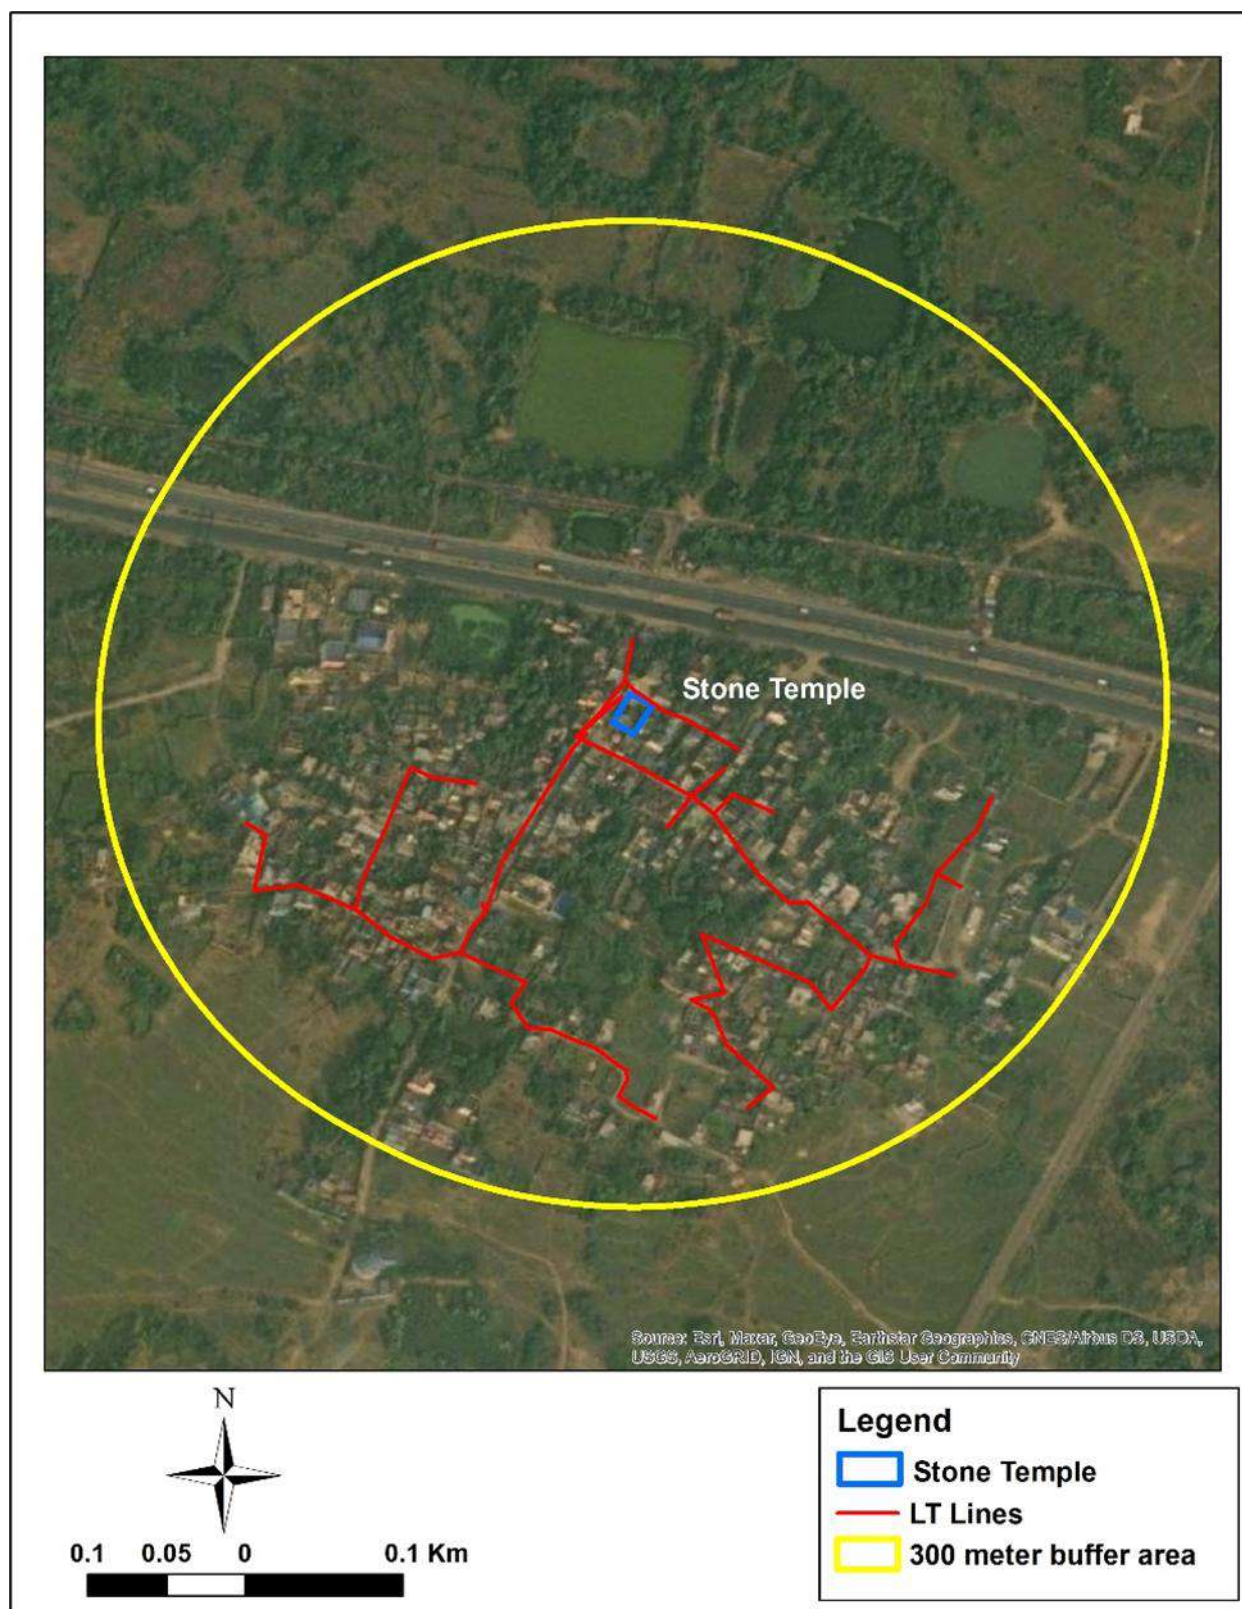 Stone Temple
Source: Esri, Maxar, GeoEye, Earthstar Geographics, CNES/Airbus DS, USDA,
USGS, AeroGRID, IGN, and the GIS User Community
N
0.1 0.05 0 0.1 Km
Legend
Stone Temple
LT Lines
300 meter buffer area